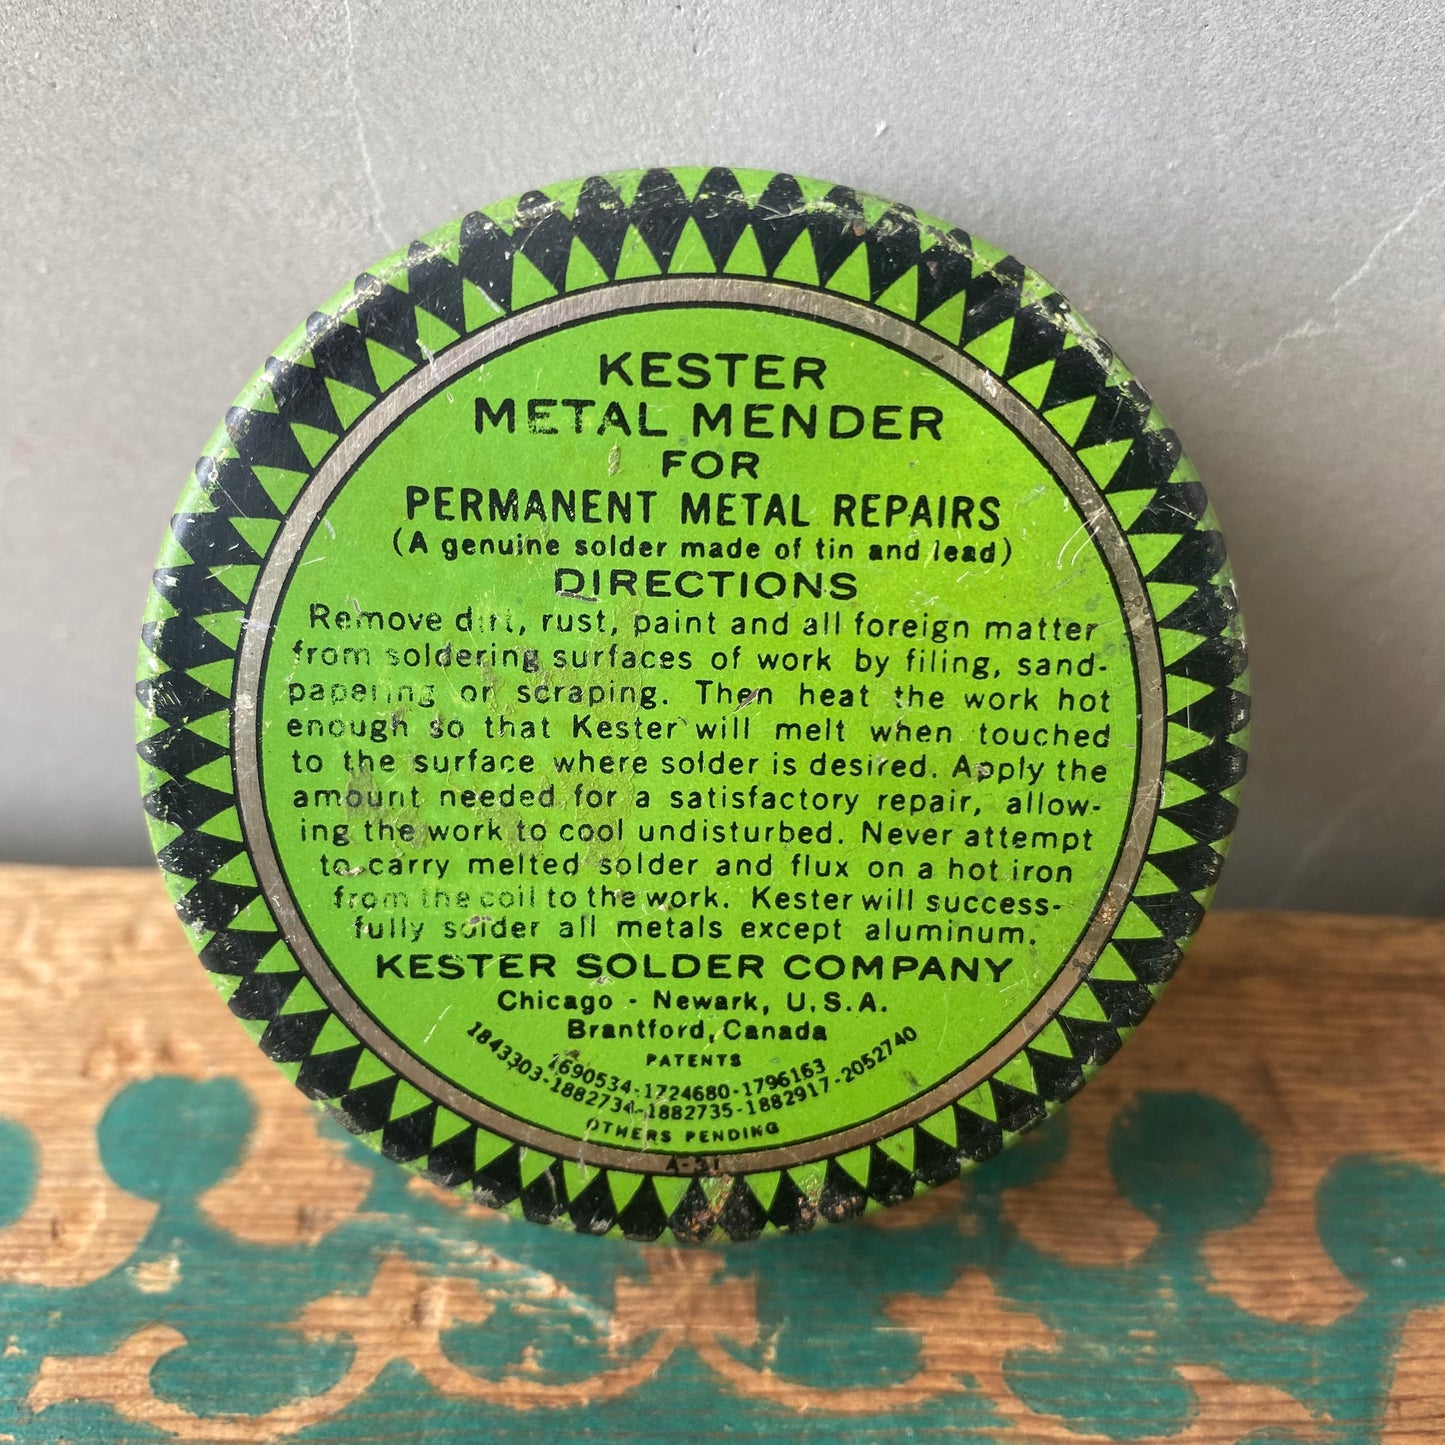 KESTER
METAL MENDER
FOR
PERMANENT METAL REPAIRS
(A genuine solder made of tin and lead)
DIRECTIONS
Remove dirt, rust, paint and all foreign matter
from soldering surfaces of work by filing, sand-
papering or scraping. Then heat the work hot
enough so that Kester will melt when touched
to the surface where solder is desired. Apply the
amount needed for a satisfactory repair, allow-
ing the work to cool undisturbed. Never attempt
to carry melted solder and flux on a hot iron
from the coil to the work. Kester will success-
fully solder all metals except aluminum.
KESTER SOLDER COMPANY
Chicago - Newark, U.S.A.
Brantford, Canada
PATENTS
1690534-1724680-1796163
1843303-1882734-1882735-1882917-2052740
OTHERS PENDING
A-51